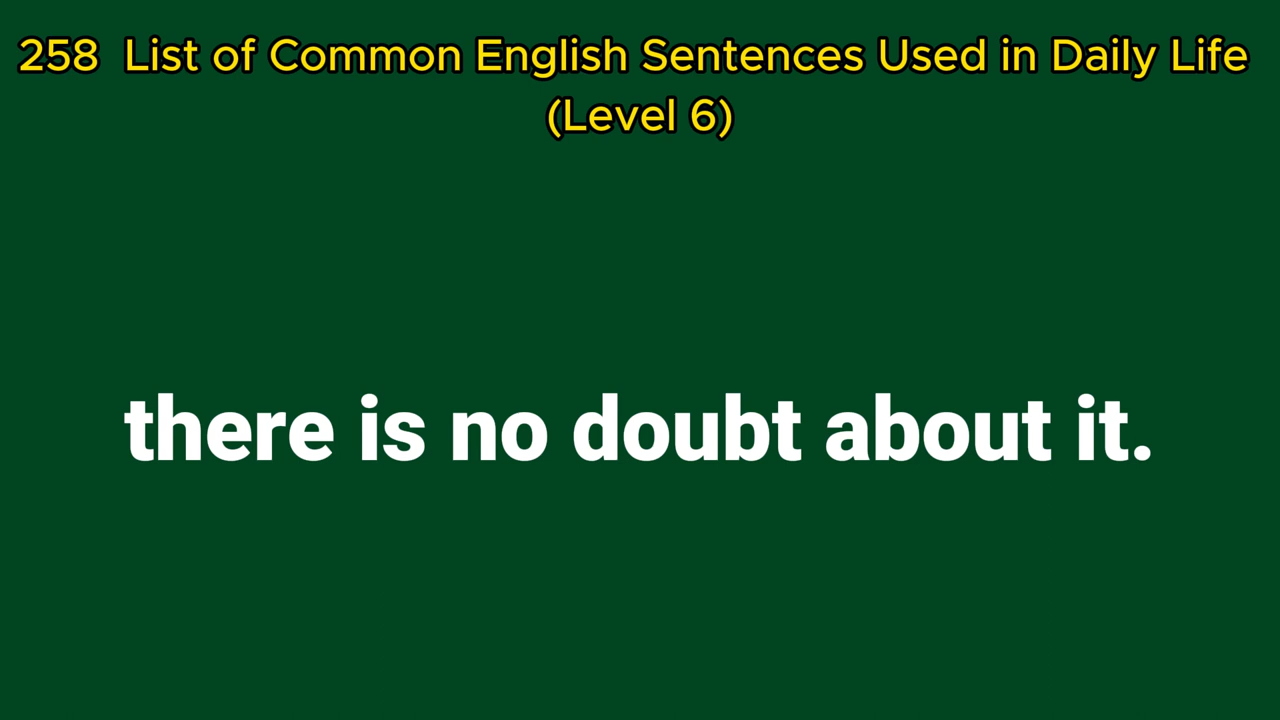 258 List of Common English Sentences Used in Daily Life
(Level 6)
there is no doubt about it.